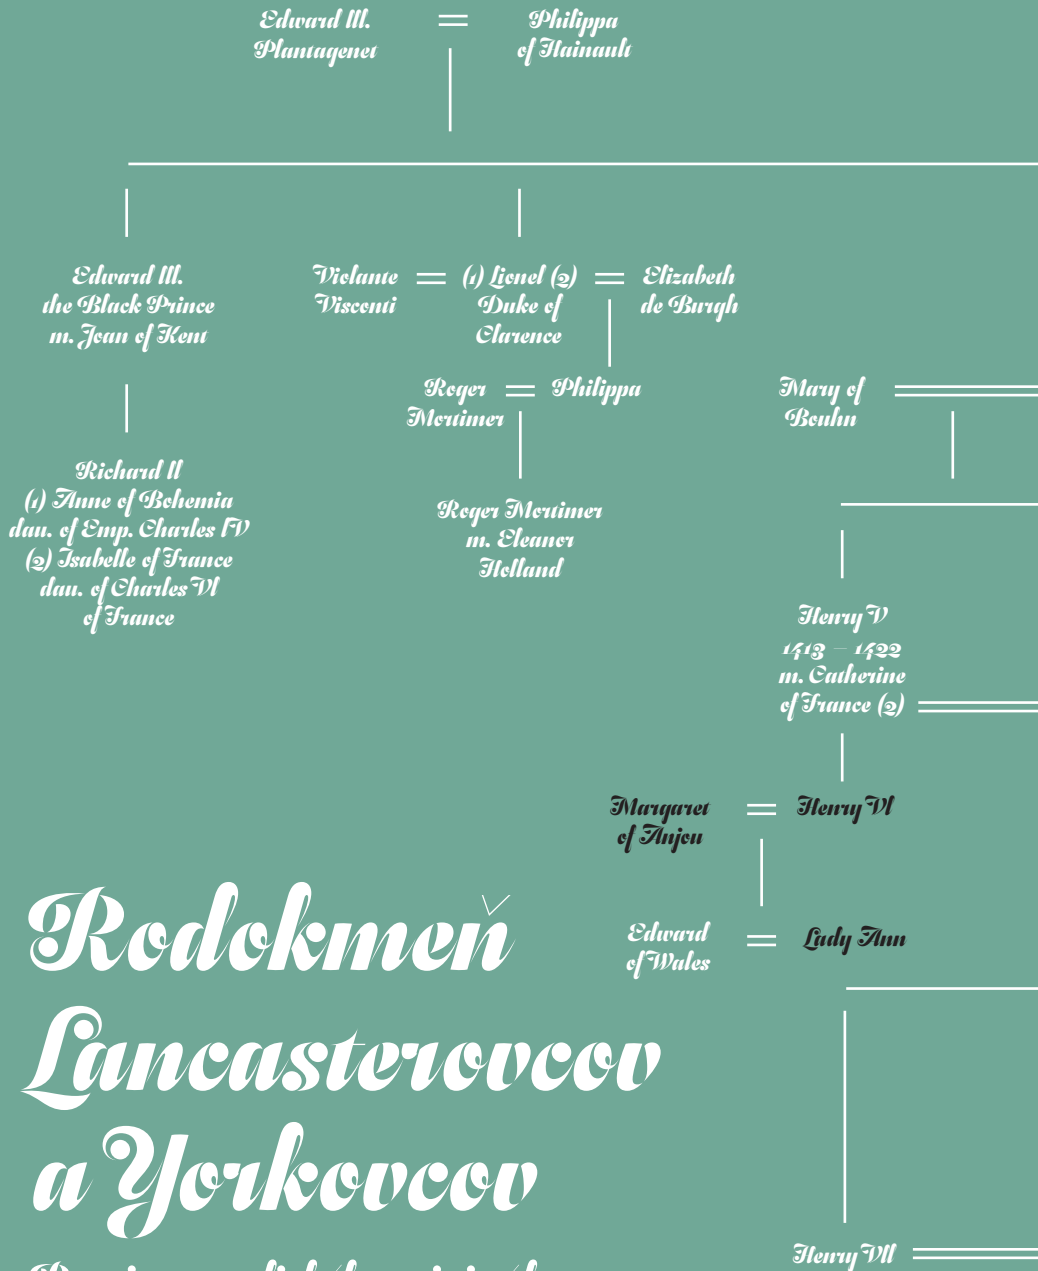 Edward III.
Plantagenet
Philippa
of Hainault
Edward III.
the Black Prince
m. Joan of Kent
Violante
Visconti
(1) Lionel (2)
Duke of
Clarence
Elizabeth
de Burgh
Roger
Mortimer
Philippa
Mary of
Bouhn
Richard II
(1) Anne of Bohemia
dau. of Emp. Charles IV
(2) Isabelle of France
dau. of Charles VI
of France
Roger Mortimer
m. Eleanor
Holland
Henry V
1413 – 1422
m. Catherine
of France (2)
Margaret
of Anjou
Henry VI
Edward
of Wales
Lady Ann
Rodokmeň
Lancasterovcov
a Yorkovcov
Henry VII